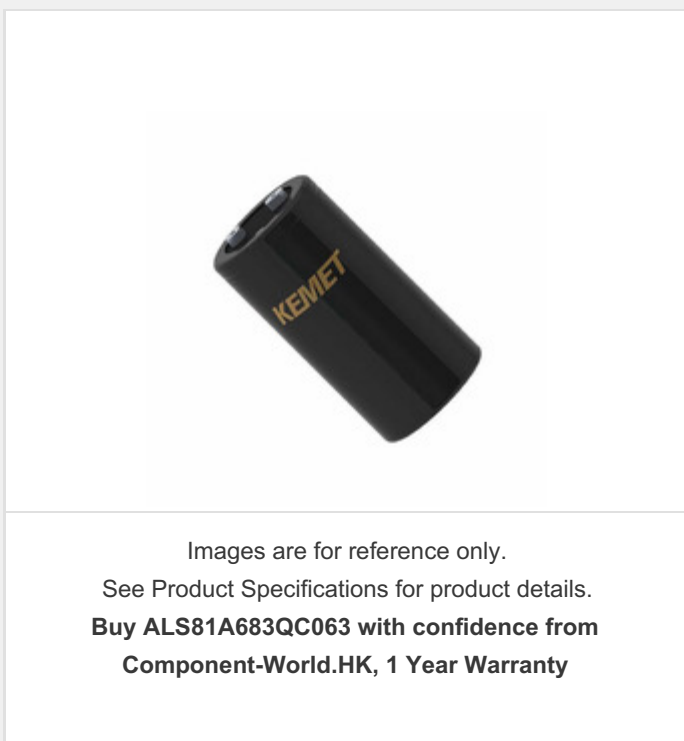 KEMET
Images are for reference only.
See Product Specifications for product details.
Buy ALS81A683QC063 with confidence from
Component-World.HK, 1 Year Warranty